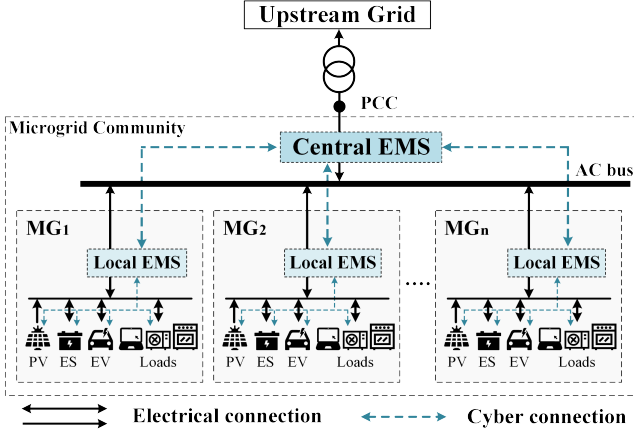 Upstream Grid
PCC
Microgrid Community
Central EMS
AC bus
MG1 MG2 MGn
Local EMS Local EMS Local EMS
....
PV ES EV Loads PV ES EV Loads PV ES EV Loads
Electrical connection Cyber connection